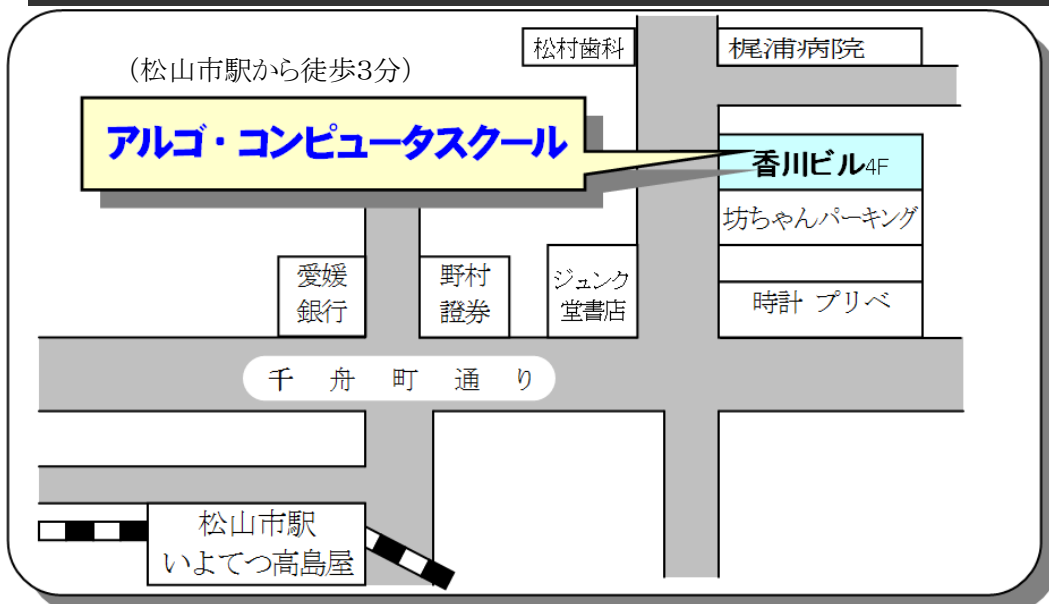 松村歯科
梶浦病院
（松山市駅から徒歩3分）
アルゴ・コンピュータスクール
香川ビル4F
坊ちゃんパーキング
愛媛
銀行
野村
證券
ジュンク
堂書店
時計 プリベ
千舟町通り
松山市駅
いよてつ高島屋